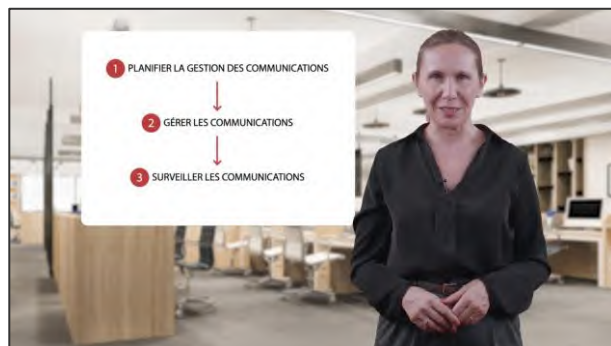 1 PLANIFIER LA GESTION DES COMMUNICATIONS
2 GÉRER LES COMMUNICATIONS
3 SURVEILLER LES COMMUNICATIONS